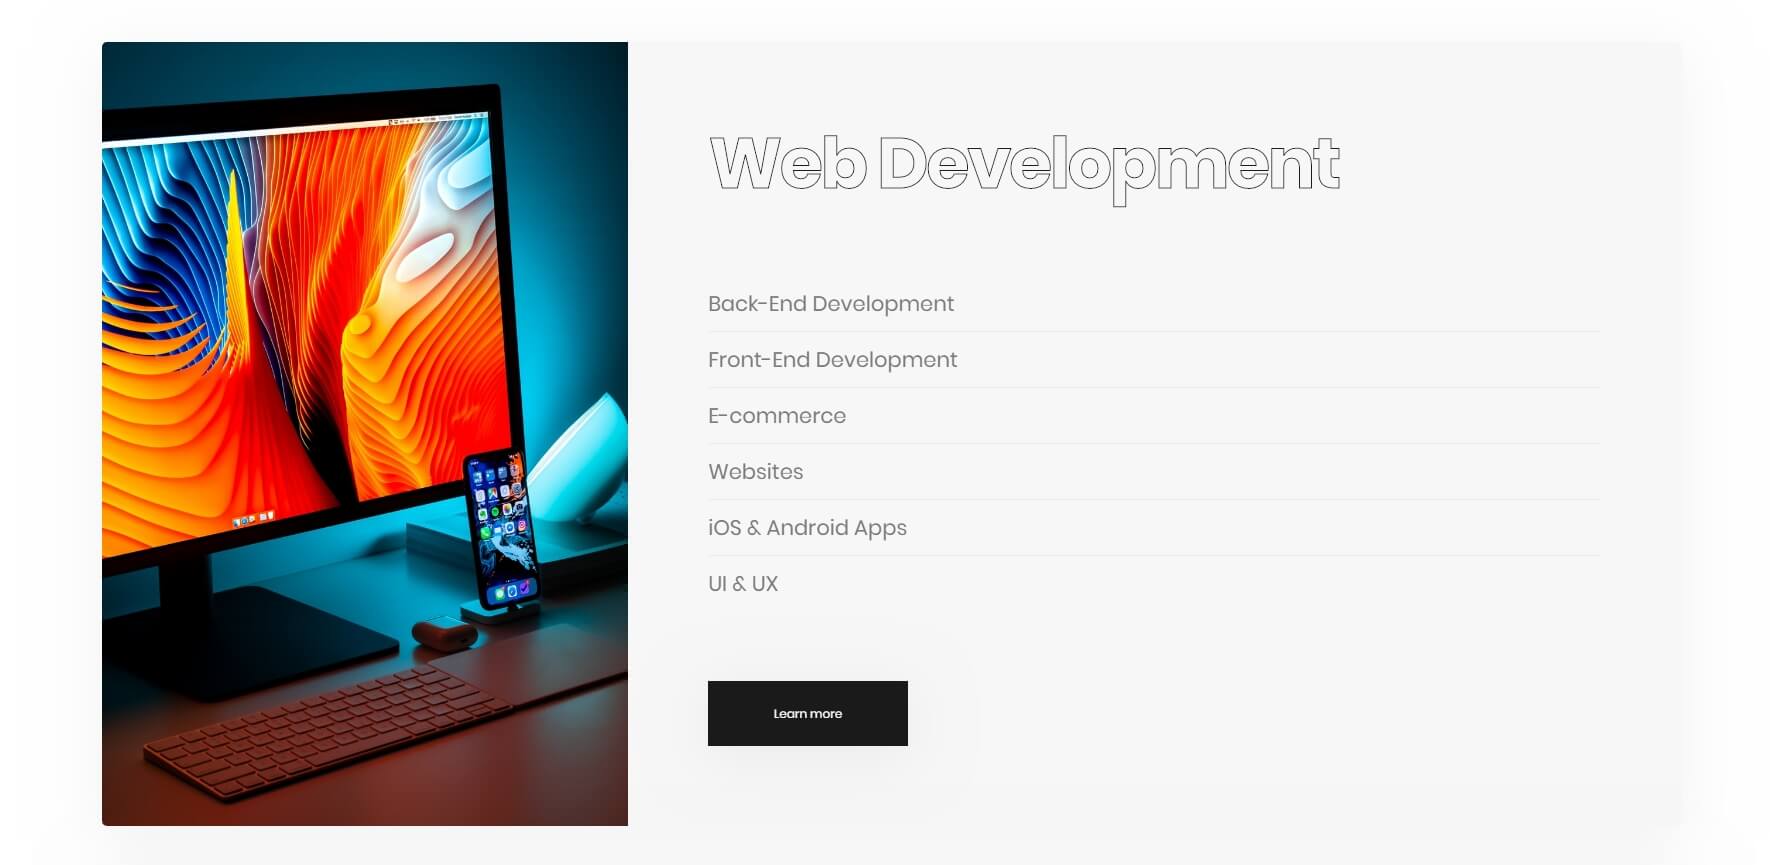 Web Development
Back-End Development
Front-End Development
E-commerce
Websites
iOS & Android Apps
UI & UX
Learn more